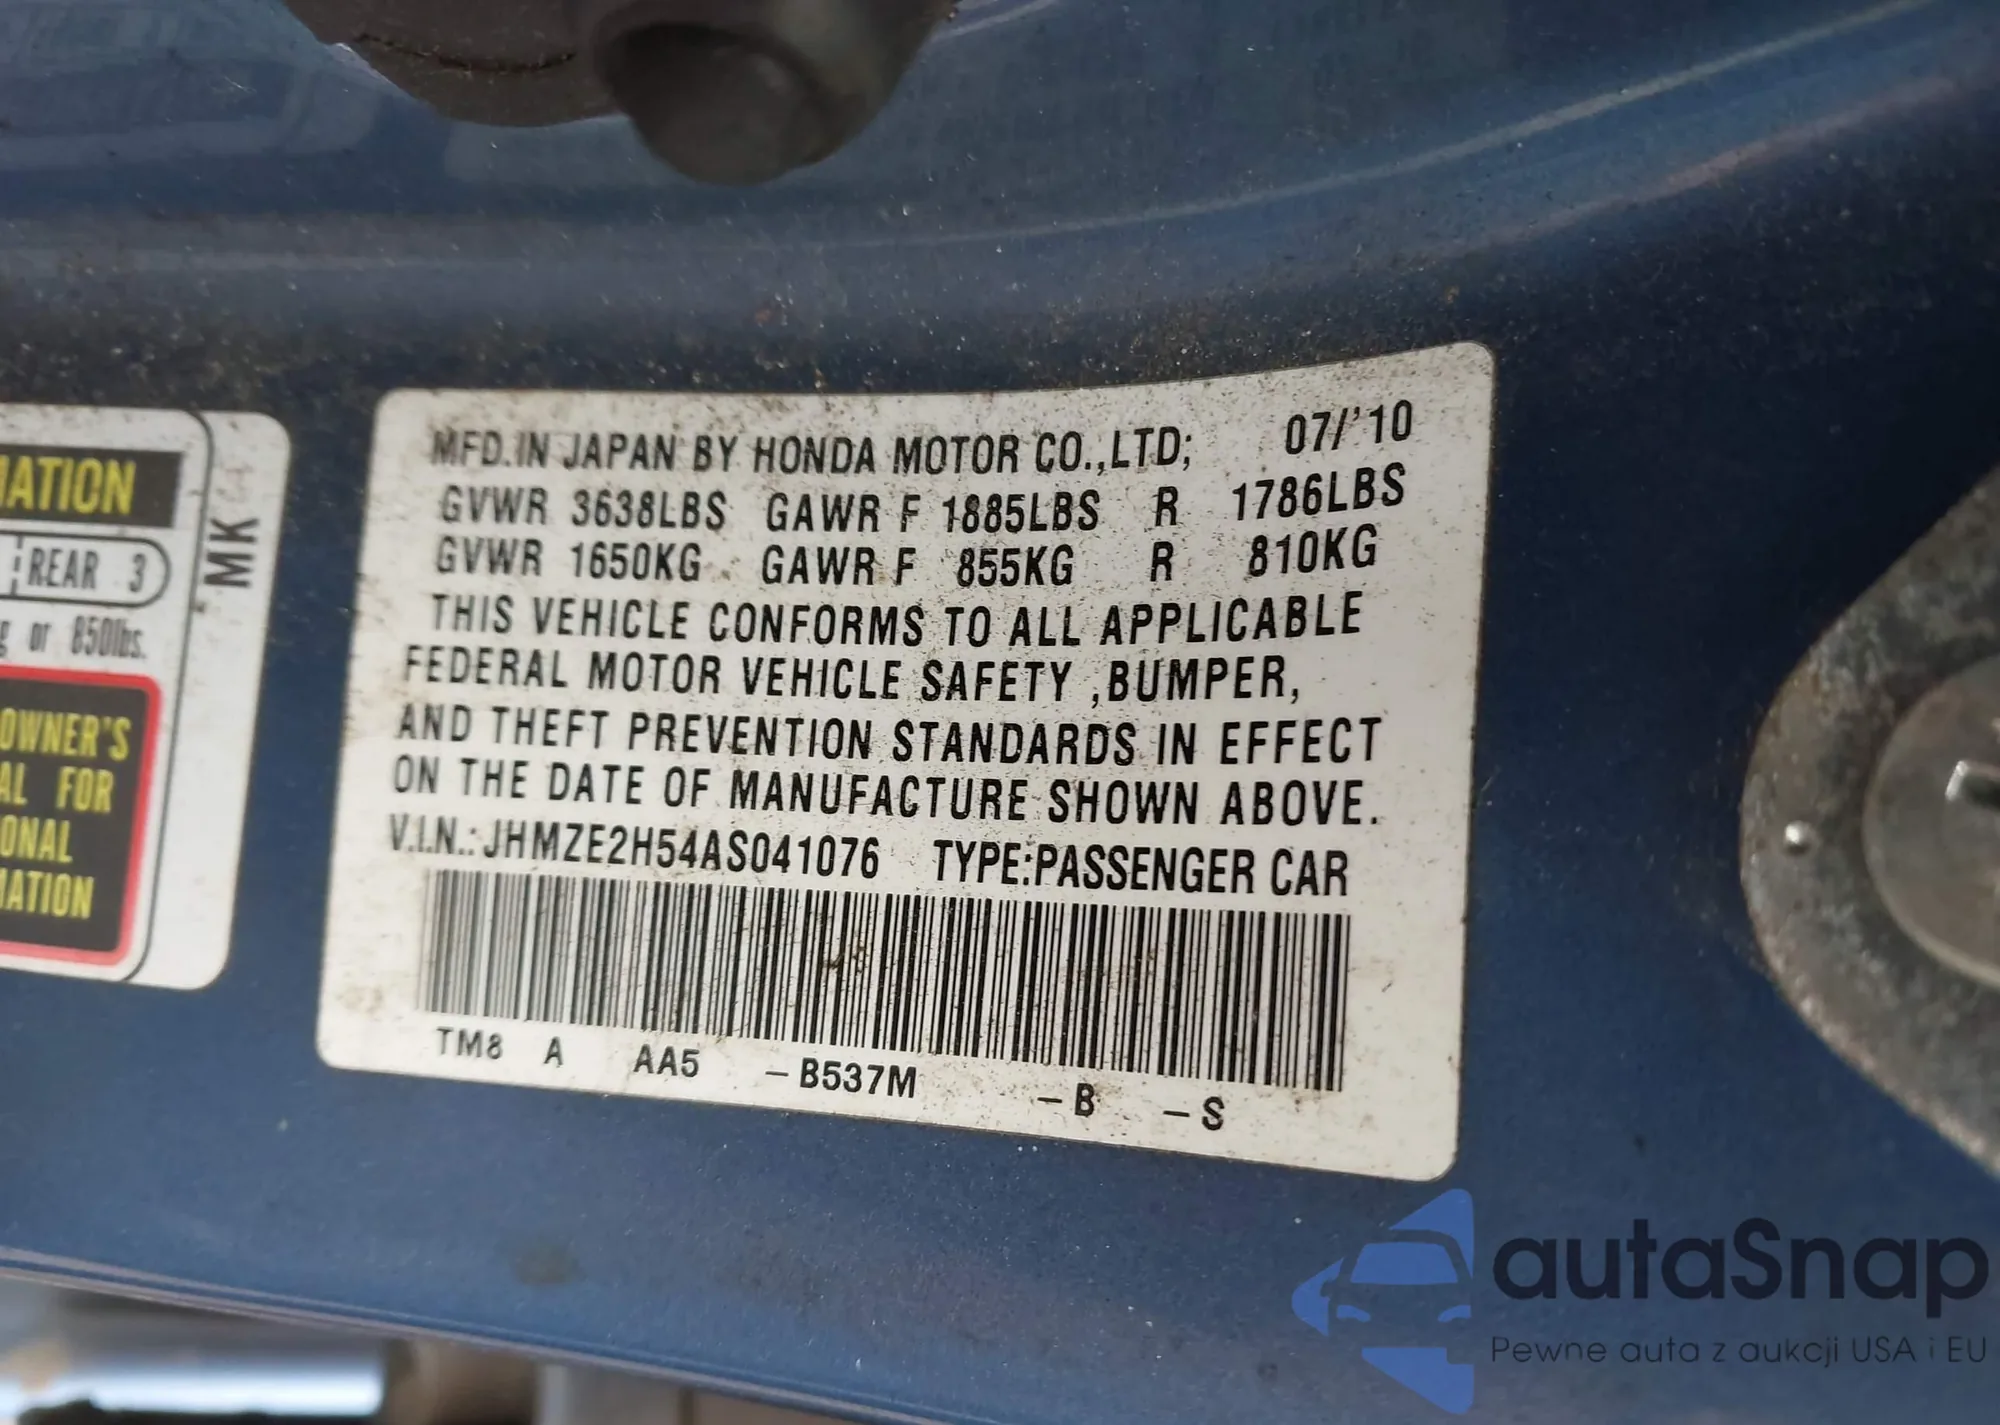 MATION
REAR 3
g or 850lbs.
OWNER'S
AL FOR
ONAL
MATION
MK
MFD.IN JAPAN BY HONDA MOTOR CO.,LTD; 07/'10
GVWR 3638LBS GAWR F 1885LBS R 1786LBS
GVWR 1650KG GAWR F 855KG R 810KG
THIS VEHICLE CONFORMS TO ALL APPLICABLE
FEDERAL MOTOR VEHICLE SAFETY ,BUMPER,
AND THEFT PREVENTION STANDARDS IN EFFECT
ON THE DATE OF MANUFACTURE SHOWN ABOVE.
V.I.N.: JHMZE2H54AS041076 TYPE:PASSENGER CAR
TM8 A AA5 -B537M -B -S
autaSnap
Pewne auta z aukcji USA i EU